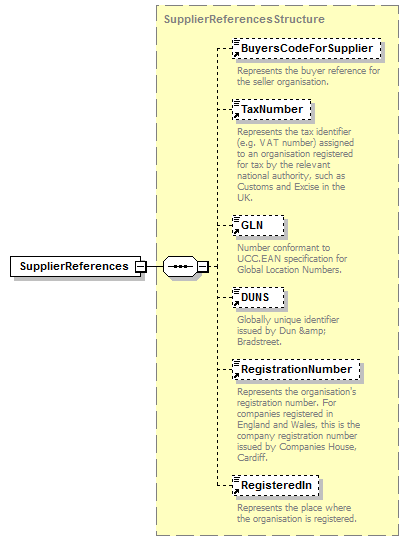 SupplierReferencesStructure
BuyersCodeForSupplier
Represents the buyer reference for
the seller organisation.
TaxNumber
Represents the tax identifier
(e.g. VAT number) assigned
to an organisation registered
for tax by the relevant
national authority, such as
Customs and Excise in the
UK.
GLN
Number conformant to
UCC.EAN specification for
Global Location Numbers.
SupplierReferences
DUNS
Globally unique identifier
issued by Dun &amp;
Bradstreet.
RegistrationNumber
Represents the organisation's
registration number. For
companies registered in
England and Wales, this is the
company registration number
issued by Companies House,
Cardiff.
RegisteredIn
Represents the place where
the organisation is registered.